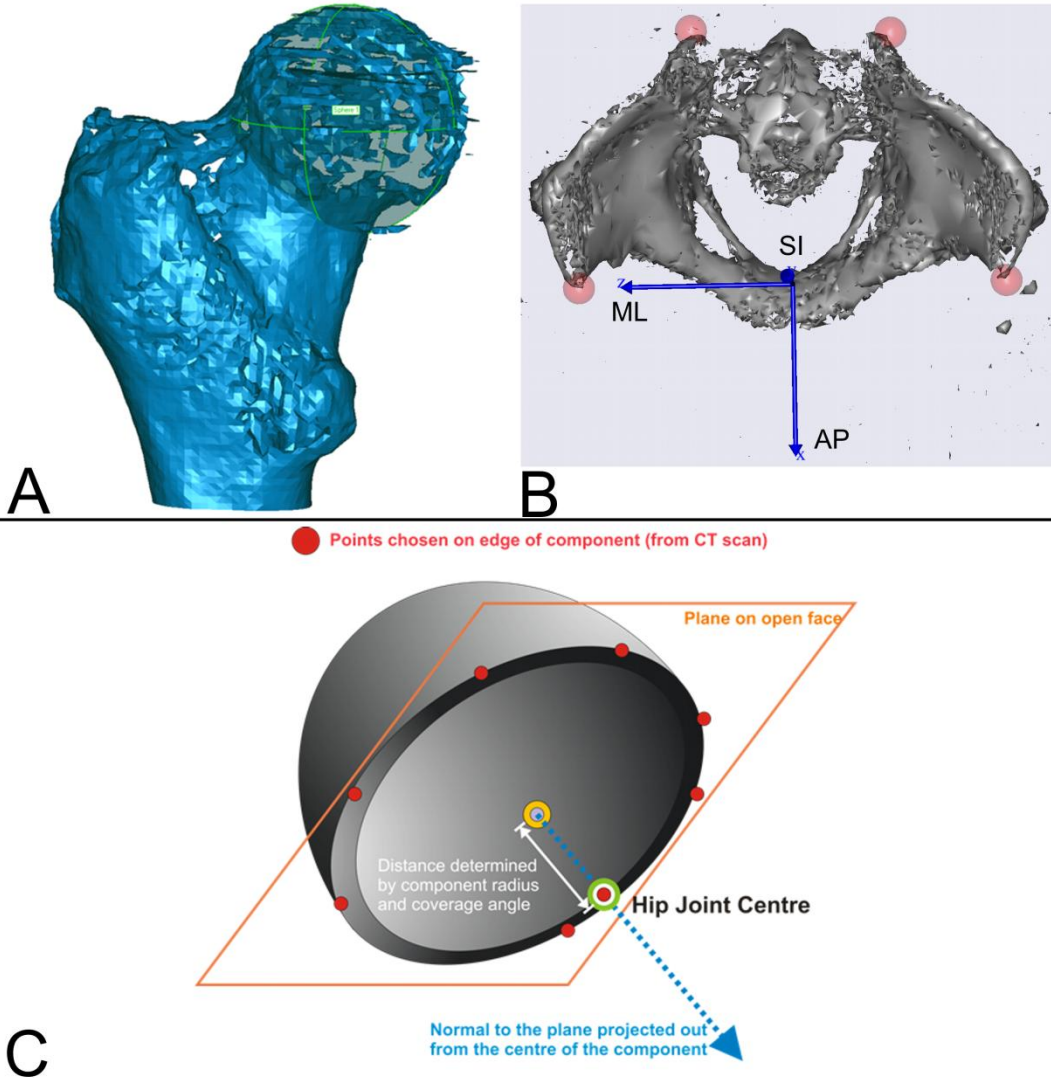 Sphere 1
A
SI
z
ML
AP
x
B
Points chosen on edge of component (from CT scan)
Plane on open face
Distance determined
by component radius
and coverage angle
Hip Joint Centre
Normal to the plane projected out
from the centre of the component
C